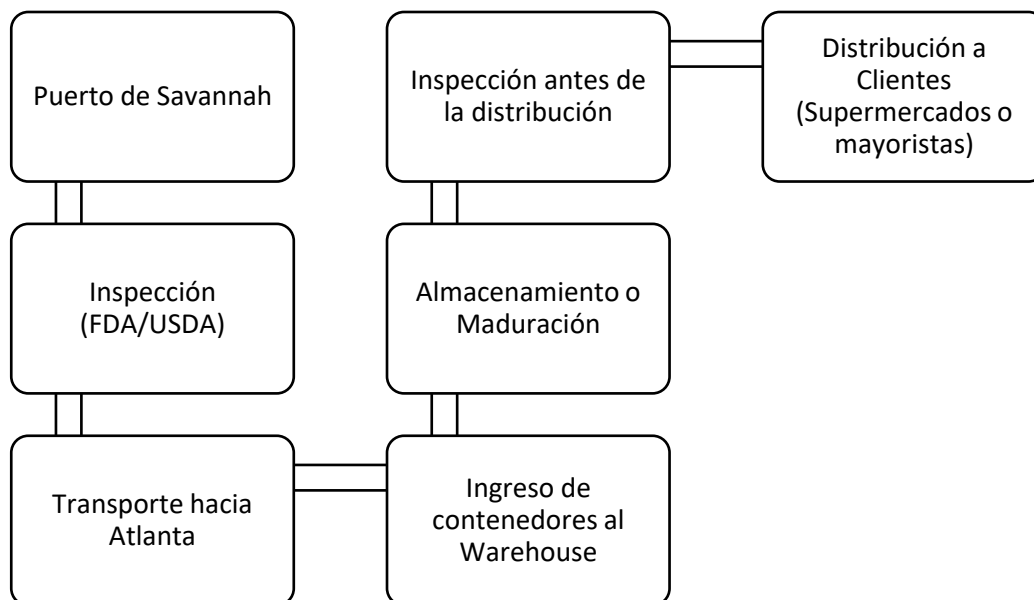 Puerto de Savannah
Inspección
(FDA/USDA)
Transporte hacia
Atlanta
Ingreso de
contenedores al
Warehouse
Almacenamiento o
Maduración
Inspección antes de
la distribución
Distribución a
Clientes
(Supermercados o
mayoristas)